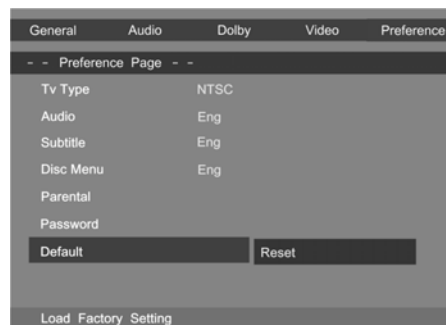 General Audio Dolby Video Preference
- - Preference Page - -
Tv Type NTSC
Audio Eng
Subtitle Eng
Disc Menu Eng
Parental
Password
Default Reset
Load Factory Setting